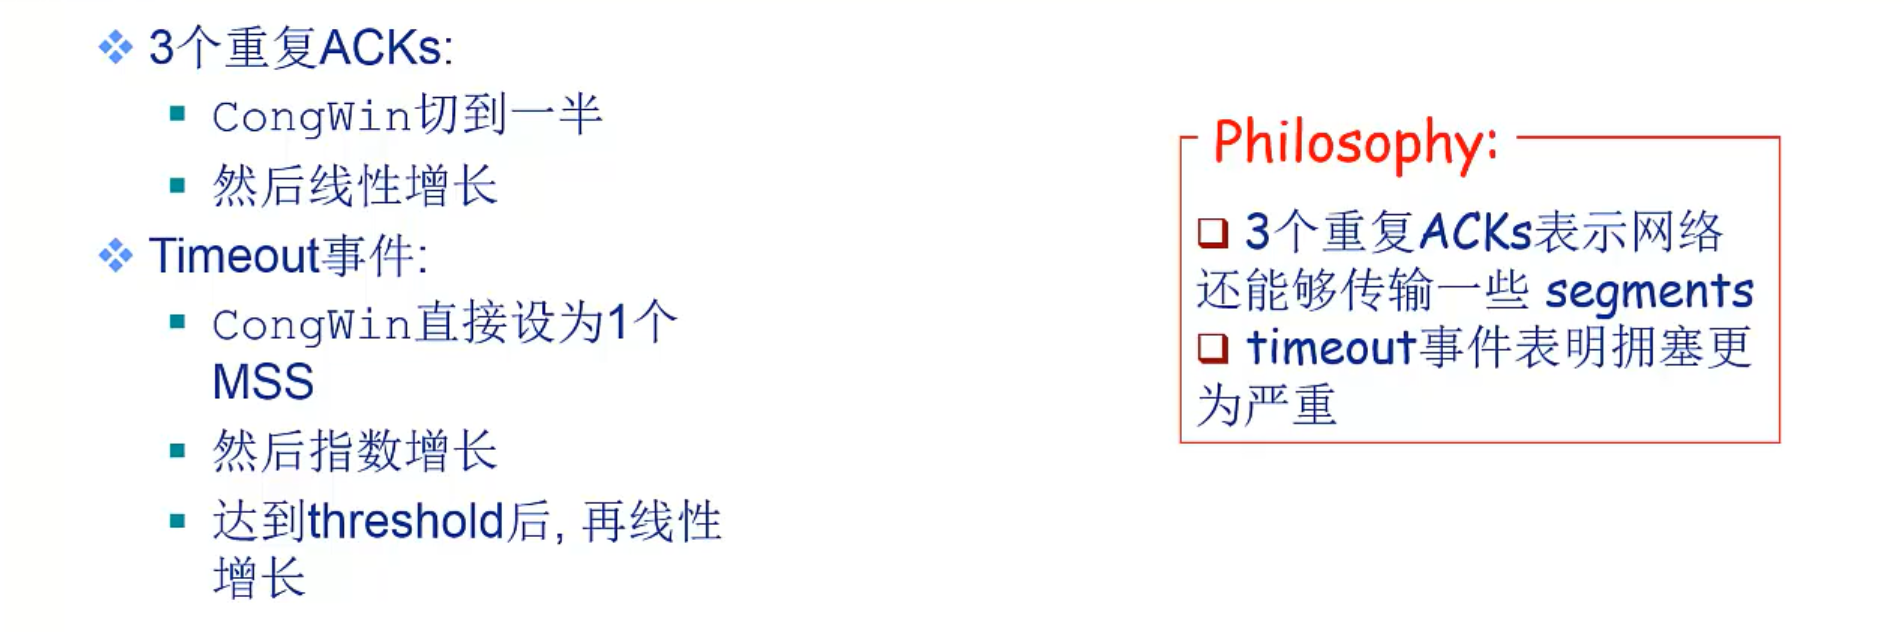 3个重复ACKs:
CongWin切到一半
然后线性增长
Timeout事件:
CongWin直接设为1个
MSS
然后指数增长
达到threshold后, 再线性
增长
Philosophy:
3个重复ACKs表示网络
还能够传输一些 segments
timeout事件表明拥塞更
为严重